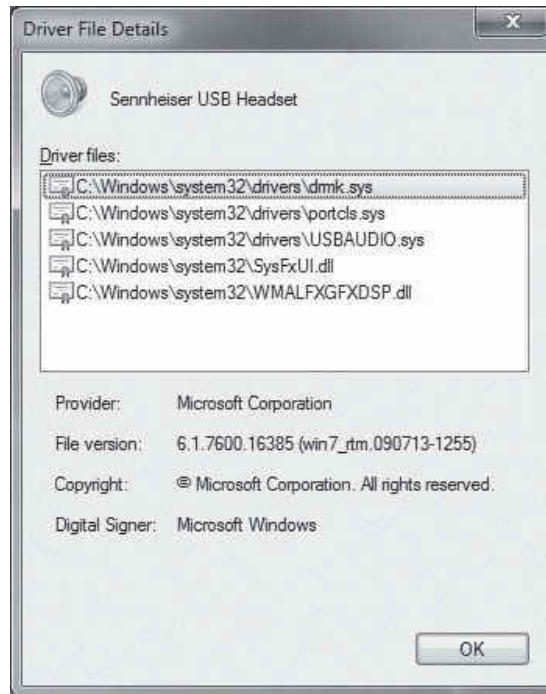 Driver File Details
x
Sennheiser USB Headset
Driver files:
C:\Windows\system32\drivers\drmk.sys
C:\Windows\system32\drivers\portcls.sys
C:\Windows\system32\drivers\USBAUDIO.sys
C:\Windows\system32\SysFxUI.dll
C:\Windows\system32\WMALFXGFXDSP.dll
Provider: Microsoft Corporation
File version: 6.1.7600.16385 (win7_rtm.090713-1255)
Copyright: © Microsoft Corporation. All rights reserved.
Digital Signer: Microsoft Windows
OK